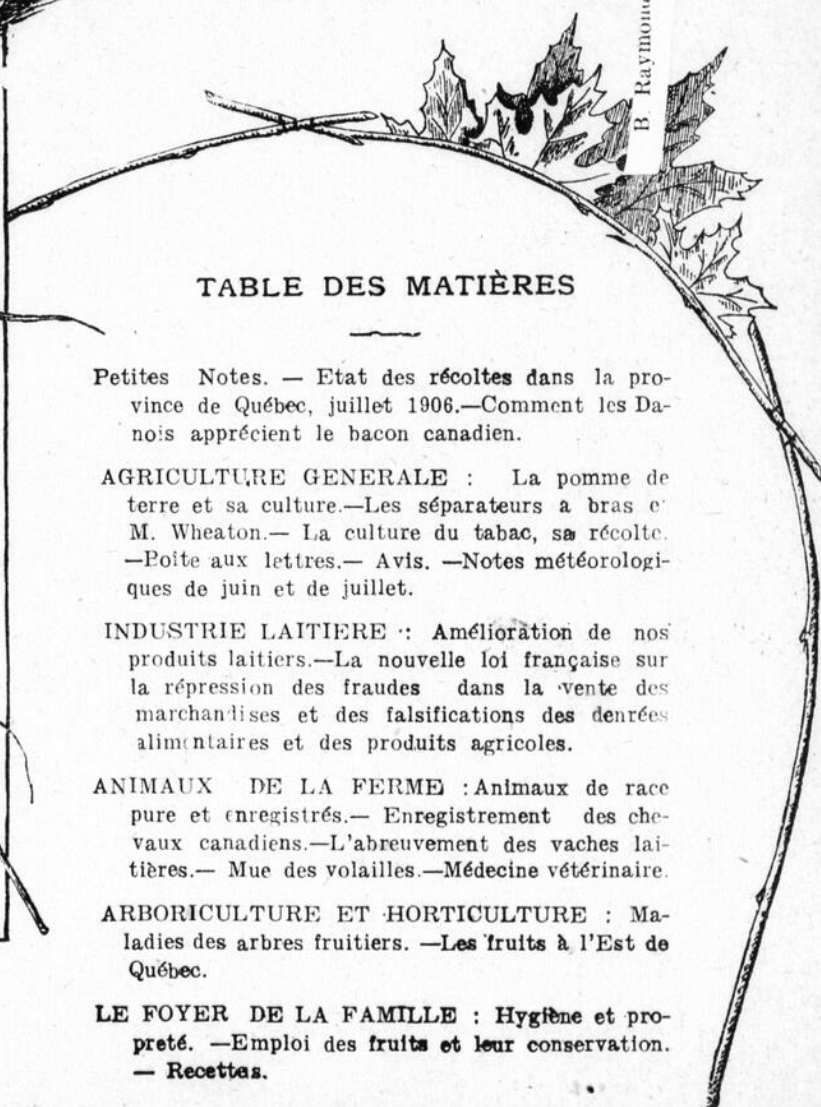 B. Raymond
TABLE DES MATIÈRES
Petites Notes. — Etat des récoltes dans la pro-
vince de Québec, juillet 1906.—Comment les Da-
nois apprécient le bacon canadien.
AGRICULTURE GENERALE : La pomme de
terre et sa culture.—Les séparateurs a bras e
M. Wheaton.— La culture du tabac, sa récolte.
—Boîte aux lettres.— Avis. —Notes météorologi-
ques de juin et de juillet.
INDUSTRIE LAITIERE : Amélioration de nos
produits laitiers.—La nouvelle loi française sur
la répression des fraudes dans la vente des
marchandises et des falsifications des denrées
alimentaires et des produits agricoles.
ANIMAUX DE LA FERME : Animaux de race
pure et enregistrés.— Enregistrement des che-
vaux canadiens.—L'abreuvement des vaches lai-
tières.— Mue des volailles.—Médecine vétérinaire.
ARBORICULTURE ET HORTICULTURE : Ma-
ladies des arbres fruitiers. —Les fruits à l'Est de
Québec.
LE FOYER DE LA FAMILLE : Hygiène et pro-
preté. —Emploi des fruits et leur conservation.
— Recettes.